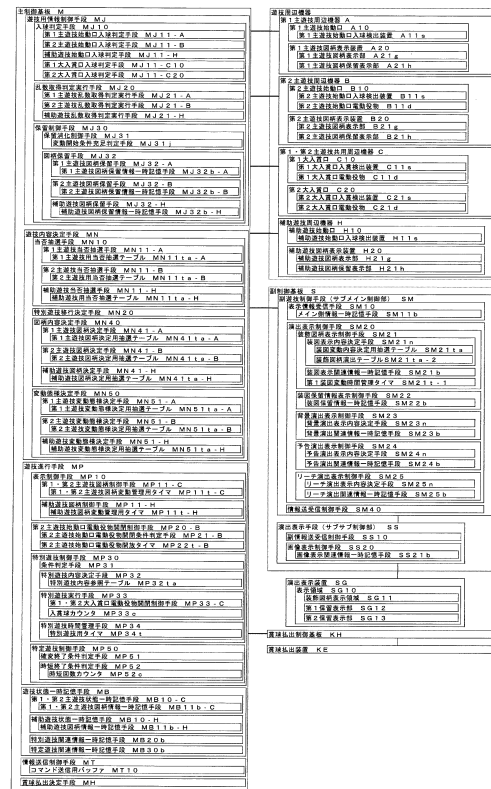 主制御基板 M
遊技用情報制御手段 MJ
入球判定手段 MJ10
第1主遊技始動口入球判定手段 MJ11-A
第2主遊技始動口入球判定手段 MJ11-B
補助遊技始動口入球判定手段 MJ11-H
第1大入賞口入球判定手段 MJ11-C10
第2大入賞口入球判定手段 MJ11-C20
乱数取得判定実行手段 MJ20
第1主遊技乱数取得判定実行手段 MJ21-A
第2主遊技乱数取得判定実行手段 MJ21-B
補助遊技乱数取得判定実行手段 MJ21-H
保留制御手段 MJ30
保留消化制御手段 MJ31
変動開始条件充足判定手段 MJ31j
図柄保留手段 MJ32
第1主遊技図柄保留手段 MJ32-A
第1主遊技図柄保留情報一時記憶手段 MJ32b-A
第2主遊技図柄保留手段 MJ32-B
第2主遊技図柄保留情報一時記憶手段 MJ32b-B
補助遊技図柄保留手段 MJ32-H
補助遊技図柄保留情報一時記憶手段 MJ32b-H
遊技内容決定手段 MN
当否抽選手段 MN10
第1主遊技当否抽選手段 MN11-A
第1主遊技用当否抽選テーブル MN11ta-A
第2主遊技当否抽選手段 MN11-B
第2主遊技用当否抽選テーブル MN11ta-B
補助遊技当否抽選手段 MN11-H
補助遊技用当否抽選テーブル MN11ta-H
特別遊技移行決定手段 MN20
図柄内容決定手段 MN40
第1主遊技図柄決定手段 MN41-A
第1主遊技図柄決定用抽選テーブル MN41ta-A
第2主遊技図柄決定手段 MN41-B
第2主遊技図柄決定用抽選テーブル MN41ta-B
補助遊技図柄決定手段 MN41-H
補助遊技図柄決定用抽選テーブル MN41ta-H
変動態様決定手段 MN50
第1主遊技変動態様決定手段 MN51-A
第1主遊技変動態様決定用抽選テーブル MN51ta-A
第2主遊技変動態様決定手段 MN51-B
第2主遊技変動態様決定用抽選テーブル MN51ta-B
補助遊技変動態様決定手段 MN51-H
補助遊技変動態様決定用抽選テーブル MN51ta-H
遊技進行手段 MP
表示制御手段 MP10
第1・第2主遊技図柄制御手段 MP11-C
第1・第2主遊技図柄変動管理用タイマ MP11t-C
補助遊技図柄制御手段 MP11-H
補助遊技図柄変動管理用タイマ MP11t-H
第2主遊技始動口電動役物開閉制御手段 MP20-B
第2主遊技始動口電動役物開閉条件判定手段 MP21-B
第2主遊技始動口電動役物開放タイマ MP22t-B
特別遊技制御手段 MP30
条件判定手段 MP31
特別遊技内容決定手段 MP32
特別遊技内容参照テーブル MP32ta
特別遊技実行手段 MP33
第1・第2大入賞口電動役物開閉制御手段 MP33-C
入賞球カウンタ MP33c
特別遊技時間管理手段 MP34
特別遊技用タイマ MP34t
特定遊技制御手段 MP50
確変終了条件判定手段 MP51
時短終了条件判定手段 MP52
時短回数カウンタ MP52c
遊技状態一時記憶手段 MB
第1・第2主遊技状態一時記憶手段 MB10-C
第1・第2主遊技図柄情報一時記憶手段 MB11b-C
補助遊技状態一時記憶手段 MB10-H
補助遊技図柄情報一時記憶手段 MB11b-H
特別遊技関連情報一時記憶手段 MB20b
特定遊技関連情報一時記憶手段 MB30b
情報送信制御手段 MT
コマンド送信用バッファ MT10
賞球払出決定手段 MH
遊技周辺機器
第1主遊技周辺機器 A
第1主遊技始動口 A10
第1主遊技始動口入球検出装置 A11s
第1主遊技図柄表示装置 A20
第1主遊技図柄表示部 A21g
第1主遊技図柄保留表示部 A21h
第2主遊技周辺機器 B
第2主遊技始動口 B10
第2主遊技始動口入球検出装置 B11s
第2主遊技始動口電動役物 B11d
第2主遊技図柄表示装置 B20
第2主遊技図柄表示部 B21g
第2主遊技図柄保留表示部 B21h
第1・第2主遊技共用周辺機器 C
第1大入賞口 C10
第1大入賞口入賞検出装置 C11s
第1大入賞口電動役物 C11d
第2大入賞口 C20
第2大入賞口入賞検出装置 C21s
第2大入賞口電動役物 C21d
補助遊技周辺機器 H
補助遊技始動口 H10
補助遊技始動口入球検出装置 H11s
補助遊技図柄表示装置 H20
補助遊技図柄表示部 H21g
補助遊技図柄保留表示部 H21h
副制御基板 S
副遊技制御手段（サブメイン制御部） SM
表示情報受信手段 SM10
メイン側情報一時記憶手段 SM11b
演出表示制御手段 SM20
装飾図柄表示制御手段 SM21
装図表示内容決定手段 SM21n
装図変動内容決定用抽選テーブル SM21ta
装飾図柄演出テーブル SM21ta-2
装図表示関連情報一時記憶手段 SM21b
第1装図変動時間管理タイマ SM21t-1
装図保留情報表示制御手段 SM22
装図保留情報一時記憶手段 SM22b
背景演出表示制御手段 SM23
背景演出表示内容決定手段 SM23n
背景演出関連情報一時記憶手段 SM23b
予告演出表示制御手段 SM24
予告演出表示内容決定手段 SM24n
予告演出関連情報一時記憶手段 SM24b
リーチ演出表示制御手段 SM25
リーチ演出表示内容決定手段 SM25n
リーチ演出関連情報一時記憶手段 SM25b
情報送受信制御手段 SM40
演出表示手段（サブサブ制御部） SS
副情報送受信制御手段 SS10
画像表示制御手段 SS20
画像表示関連情報一時記憶手段 SS21b
演出表示装置 SG
表示領域 SG10
装飾図柄表示領域 SG11
第1保留表示部 SG12
第2保留表示部 SG13
賞球払出制御基板 KH
賞球払出装置 KE